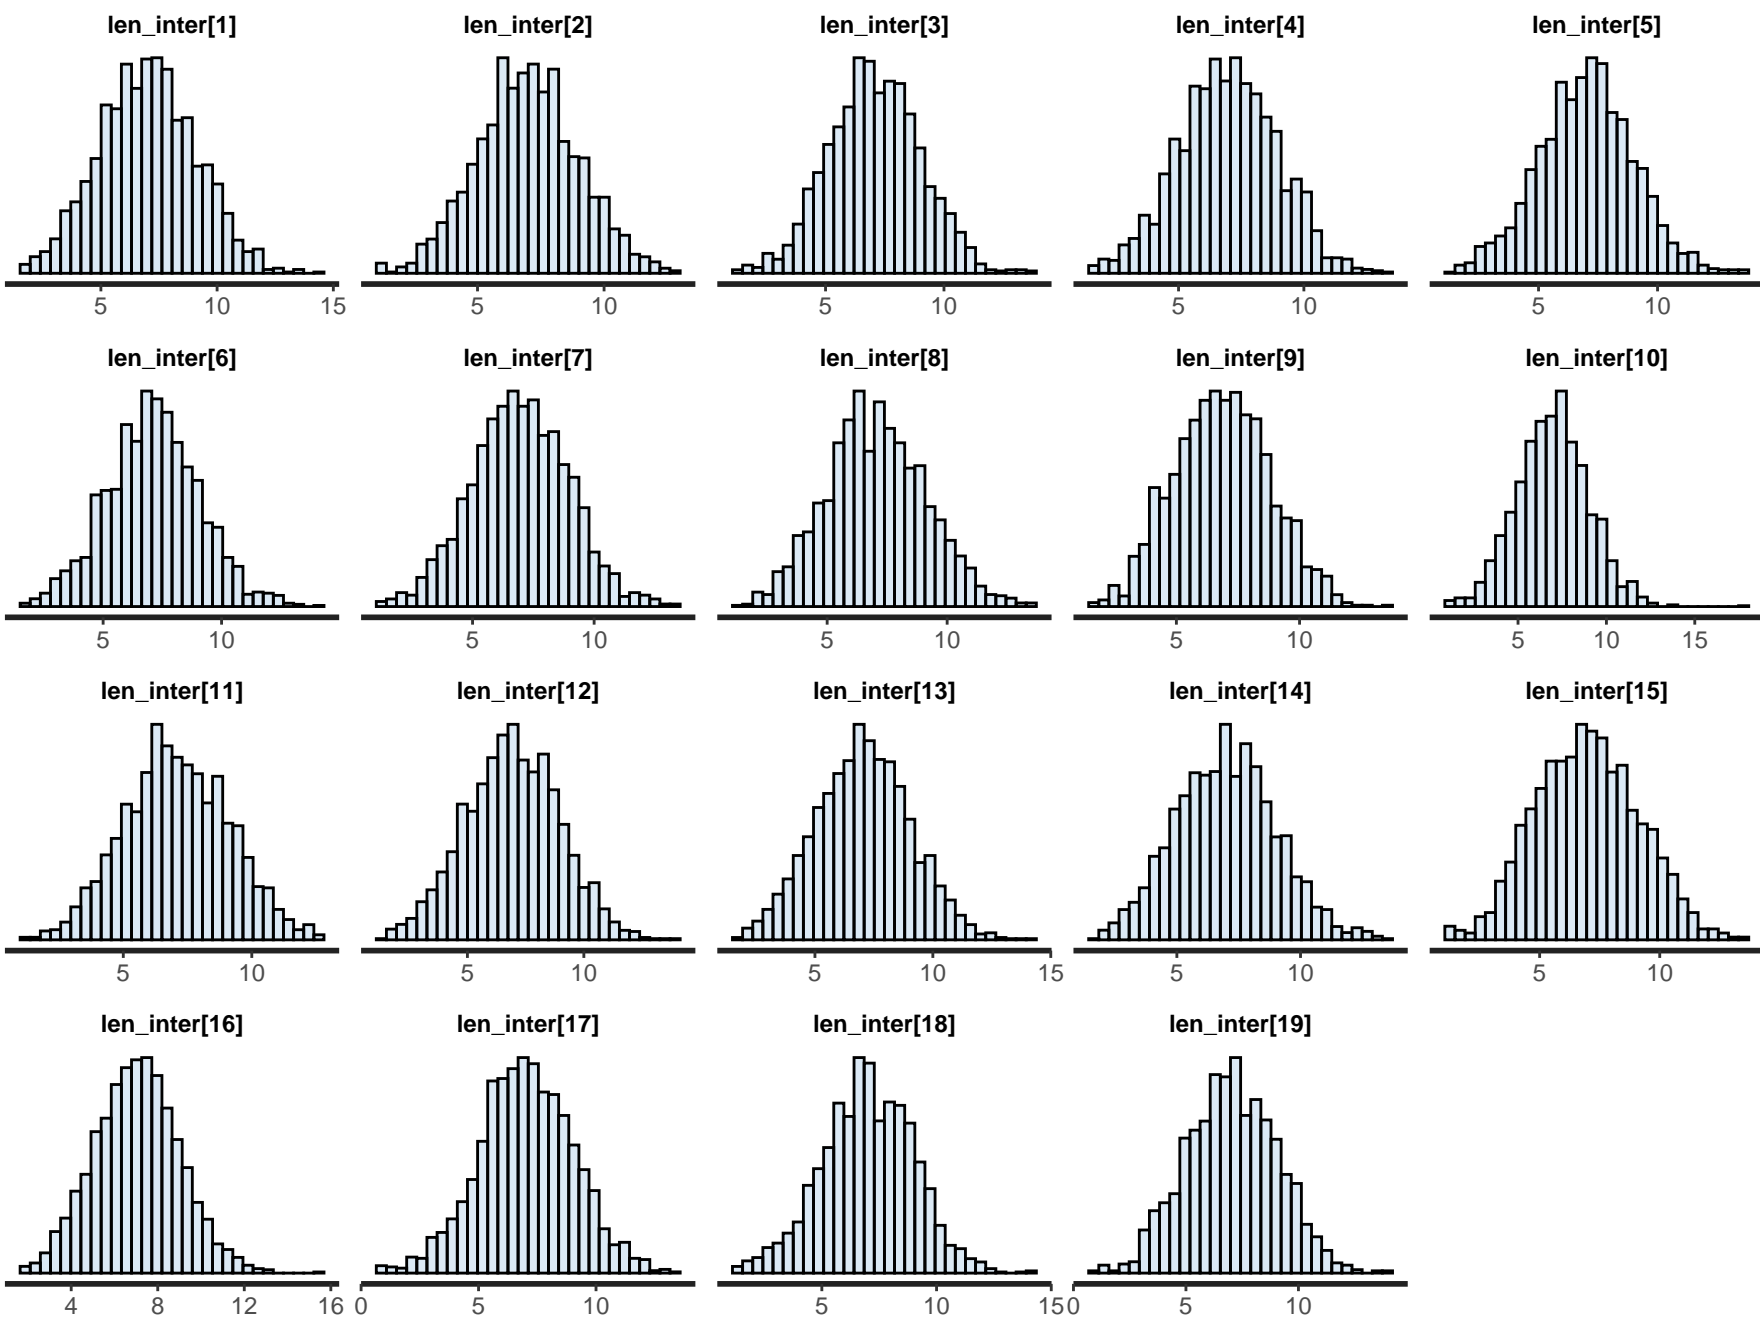 len_inter[1] len_inter[2] len_inter[3] len_inter[4] len_inter[5]
5 10 15 5 10 5 10 5 10 5 10
len_inter[6] len_inter[7] len_inter[8] len_inter[9] len_inter[10]
5 10 5 10 5 10 5 10 5 10 15
len_inter[11] len_inter[12] len_inter[13] len_inter[14] len_inter[15]
5 10 5 10 5 10 15 5 10 5 10
len_inter[16] len_inter[17] len_inter[18] len_inter[19]
4 8 12 16 0 5 10 5 10 15 0 5 10